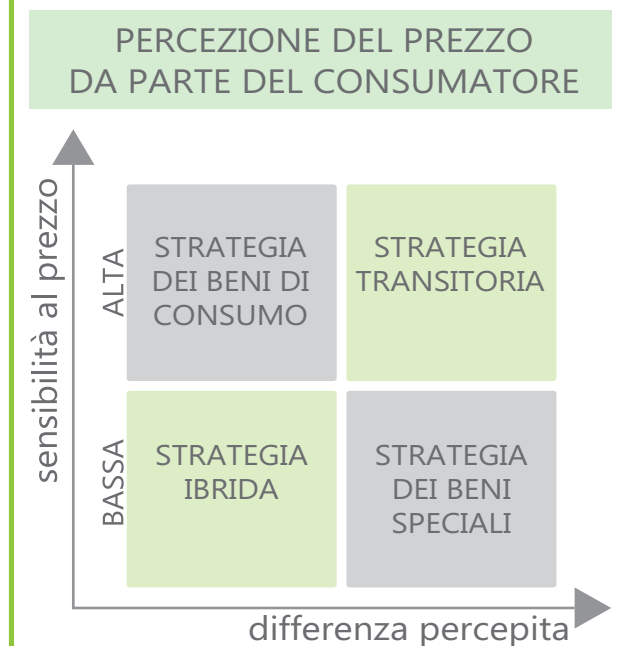 PERCEZIONE DEL PREZZO
DA PARTE DEL CONSUMATORE
sensibilità al prezzo
ALTA
STRATEGIA
DEI BENI DI
CONSUMO
STRATEGIA
TRANSITORIA
BASSA
STRATEGIA
IBRIDA
STRATEGIA
DEI BENI
SPECIALI
differenza percepita